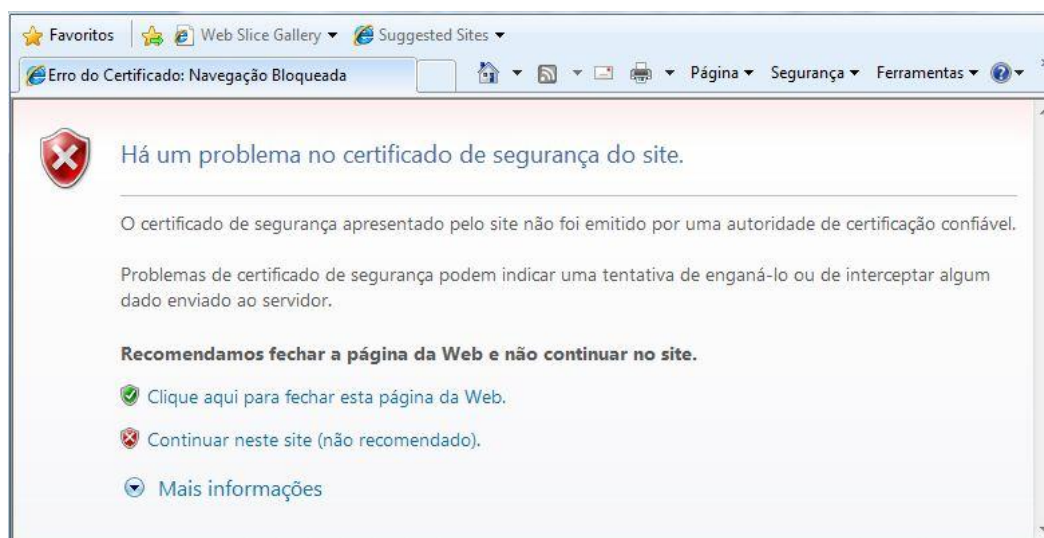 Favoritos Web Slice Gallery Suggested Sites
Erro do Certificado: Navegação Bloqueada Página Segurança Ferramentas
Há um problema no certificado de segurança do site.
O certificado de segurança apresentado pelo site não foi emitido por uma autoridade de certificação confiável.
Problemas de certificado de segurança podem indicar uma tentativa de enganá-lo ou de interceptar algum
dado enviado ao servidor.
Recomendamos fechar a página da Web e não continuar no site.
Clique aqui para fechar esta página da Web.
Continuar neste site (não recomendado).
Mais informações